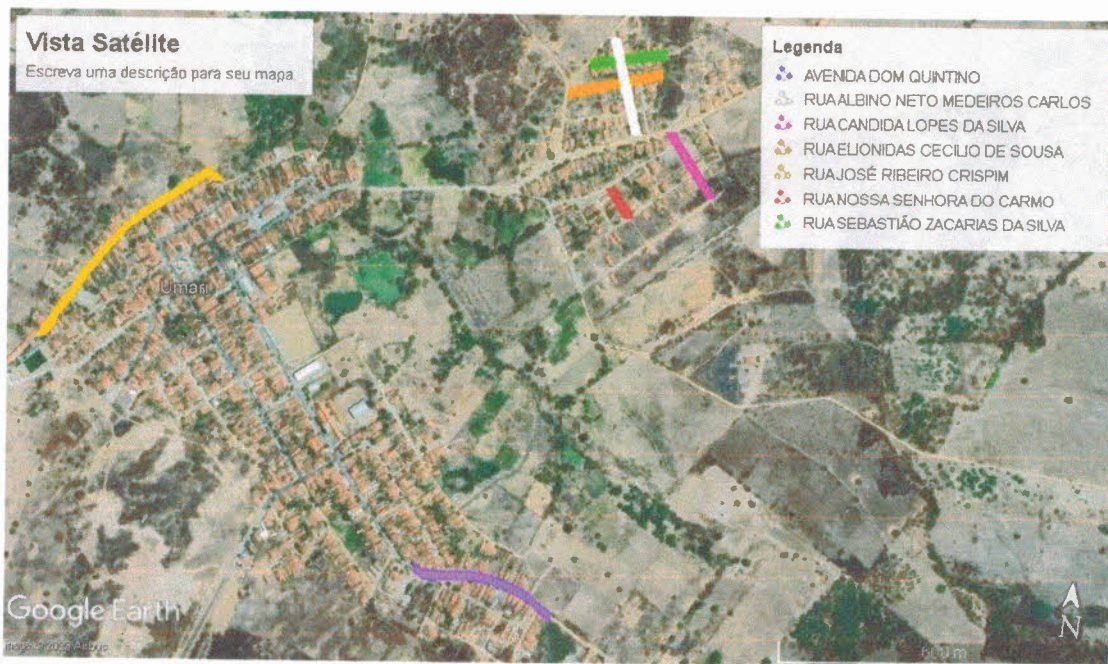 Vista Satélite
Escreva uma descrição para seu mapa
Legenda
AVENIDA DOM QUINTINO
RUA ALBINO NETO MEDEIROS CARLOS
RUA CANDIDA LOPES DA SILVA
RUA ELIONIDAS CECILIO DE SOUSA
RUA JOSÉ RIBEIRO CRISPIM
RUA NOSSA SENHORA DO CARMO
RUA SEBASTIÃO ZACARIAS DA SILVA
Umari
Google Earth
Airbus
N
600 m